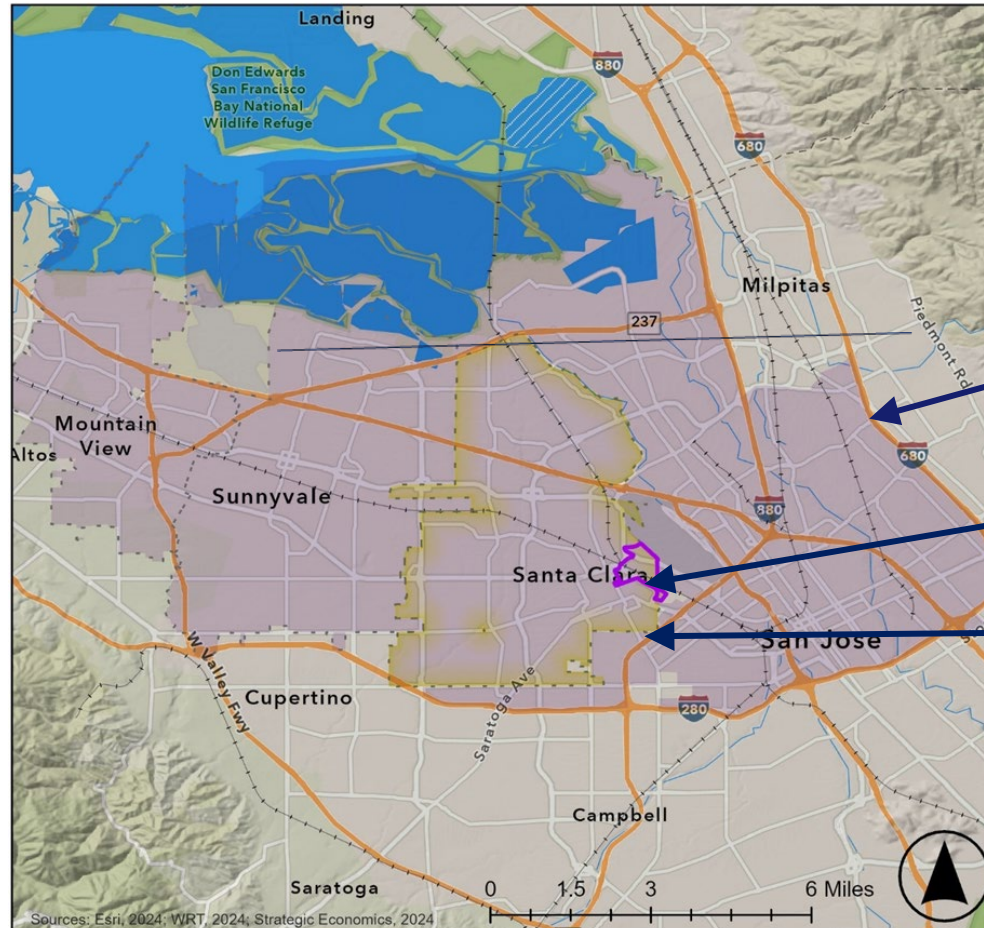 Landing
Don Edwards
San Francisco
Bay National
Wildlife Refuge
880
680
Milpitas
237
Piedmont Rd
Mountain
View
Altos
680
Sunnyvale
880
Santa Clara
San Jose
W Valley Fwy
Cupertino
Saratoga Ave
280
Campbell
Saratoga
0 1.5 3 6 Miles
Sources: Esri, 2024; WRT, 2024; Strategic Economics, 2024